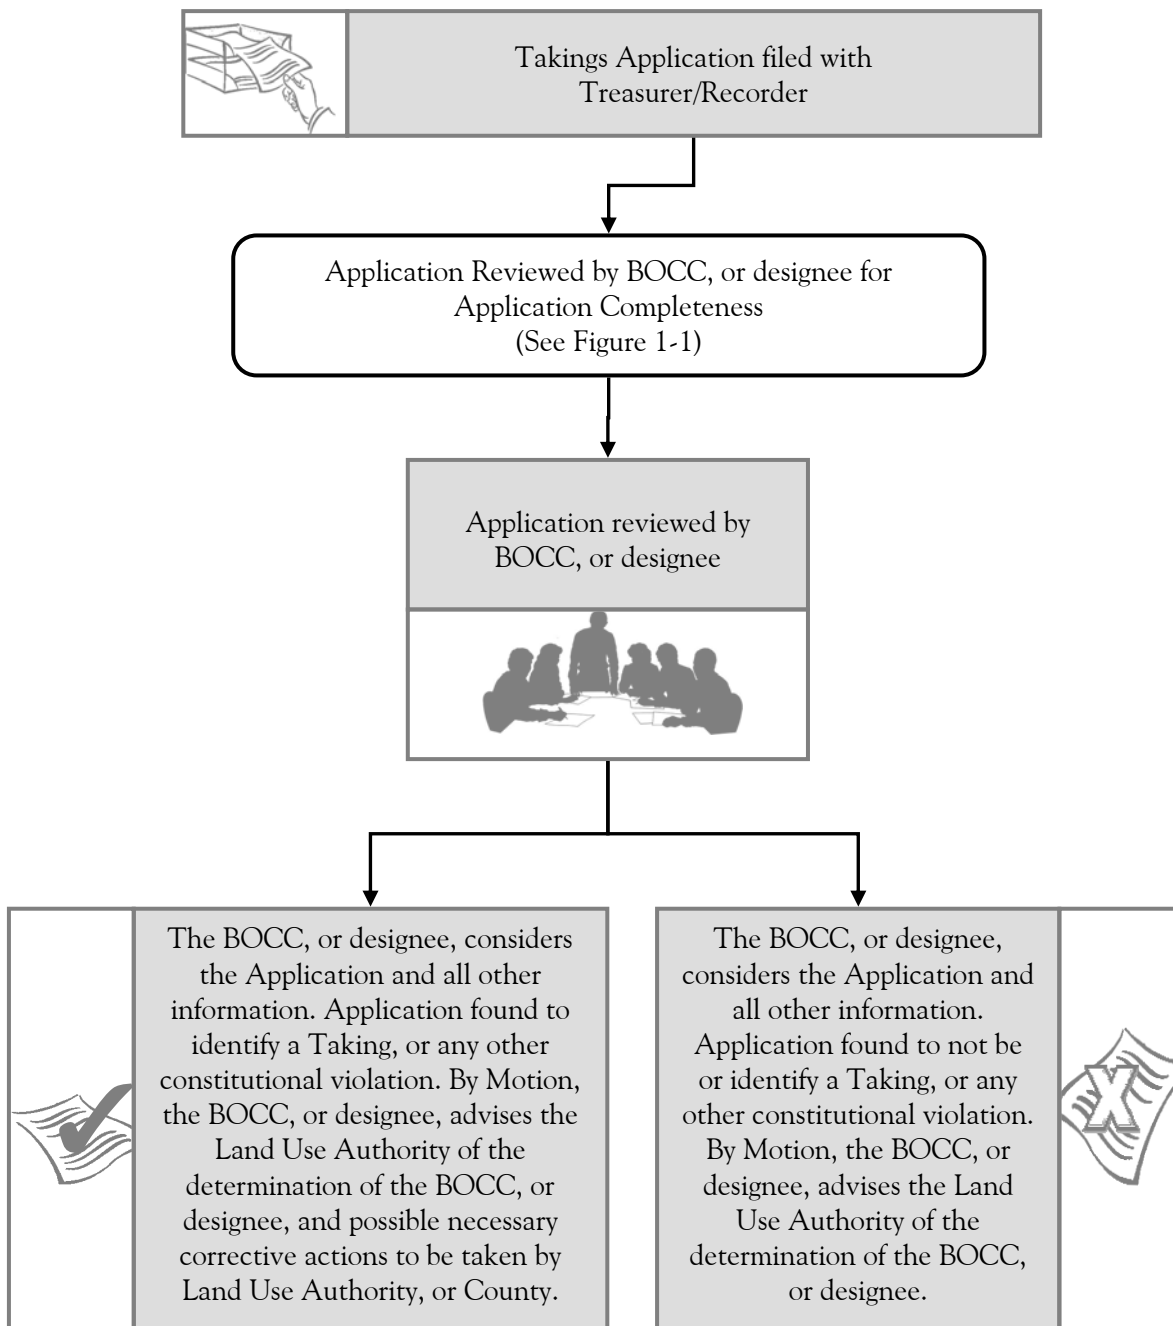 Takings Application filed with
Treasurer/Recorder
Application Reviewed by BOCC, or designee for
Application Completeness
(See Figure 1-1)
Application reviewed by
BOCC, or designee
The BOCC, or designee, considers
the Application and all other
information. Application found to
identify a Taking, or any other
constitutional violation. By Motion,
the BOCC, or designee, advises the
Land Use Authority of the
determination of the BOCC, or
designee, and possible necessary
corrective actions to be taken by
Land Use Authority, or County.
The BOCC, or designee,
considers the Application and
all other information.
Application found to not be
or identify a Taking, or any
other constitutional violation.
By Motion, the BOCC, or
designee, advises the Land
Use Authority of the
determination of the BOCC,
or designee.